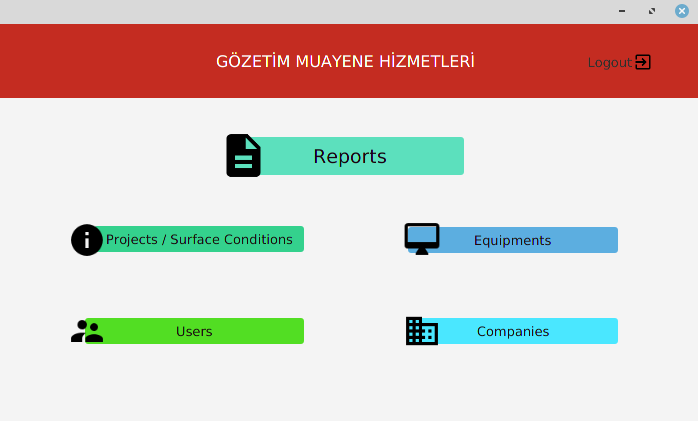 GÖZETİM MUAYENE HİZMETLERİ
Logout
Reports
Projects / Surface Conditions
Equipments
Users
Companies